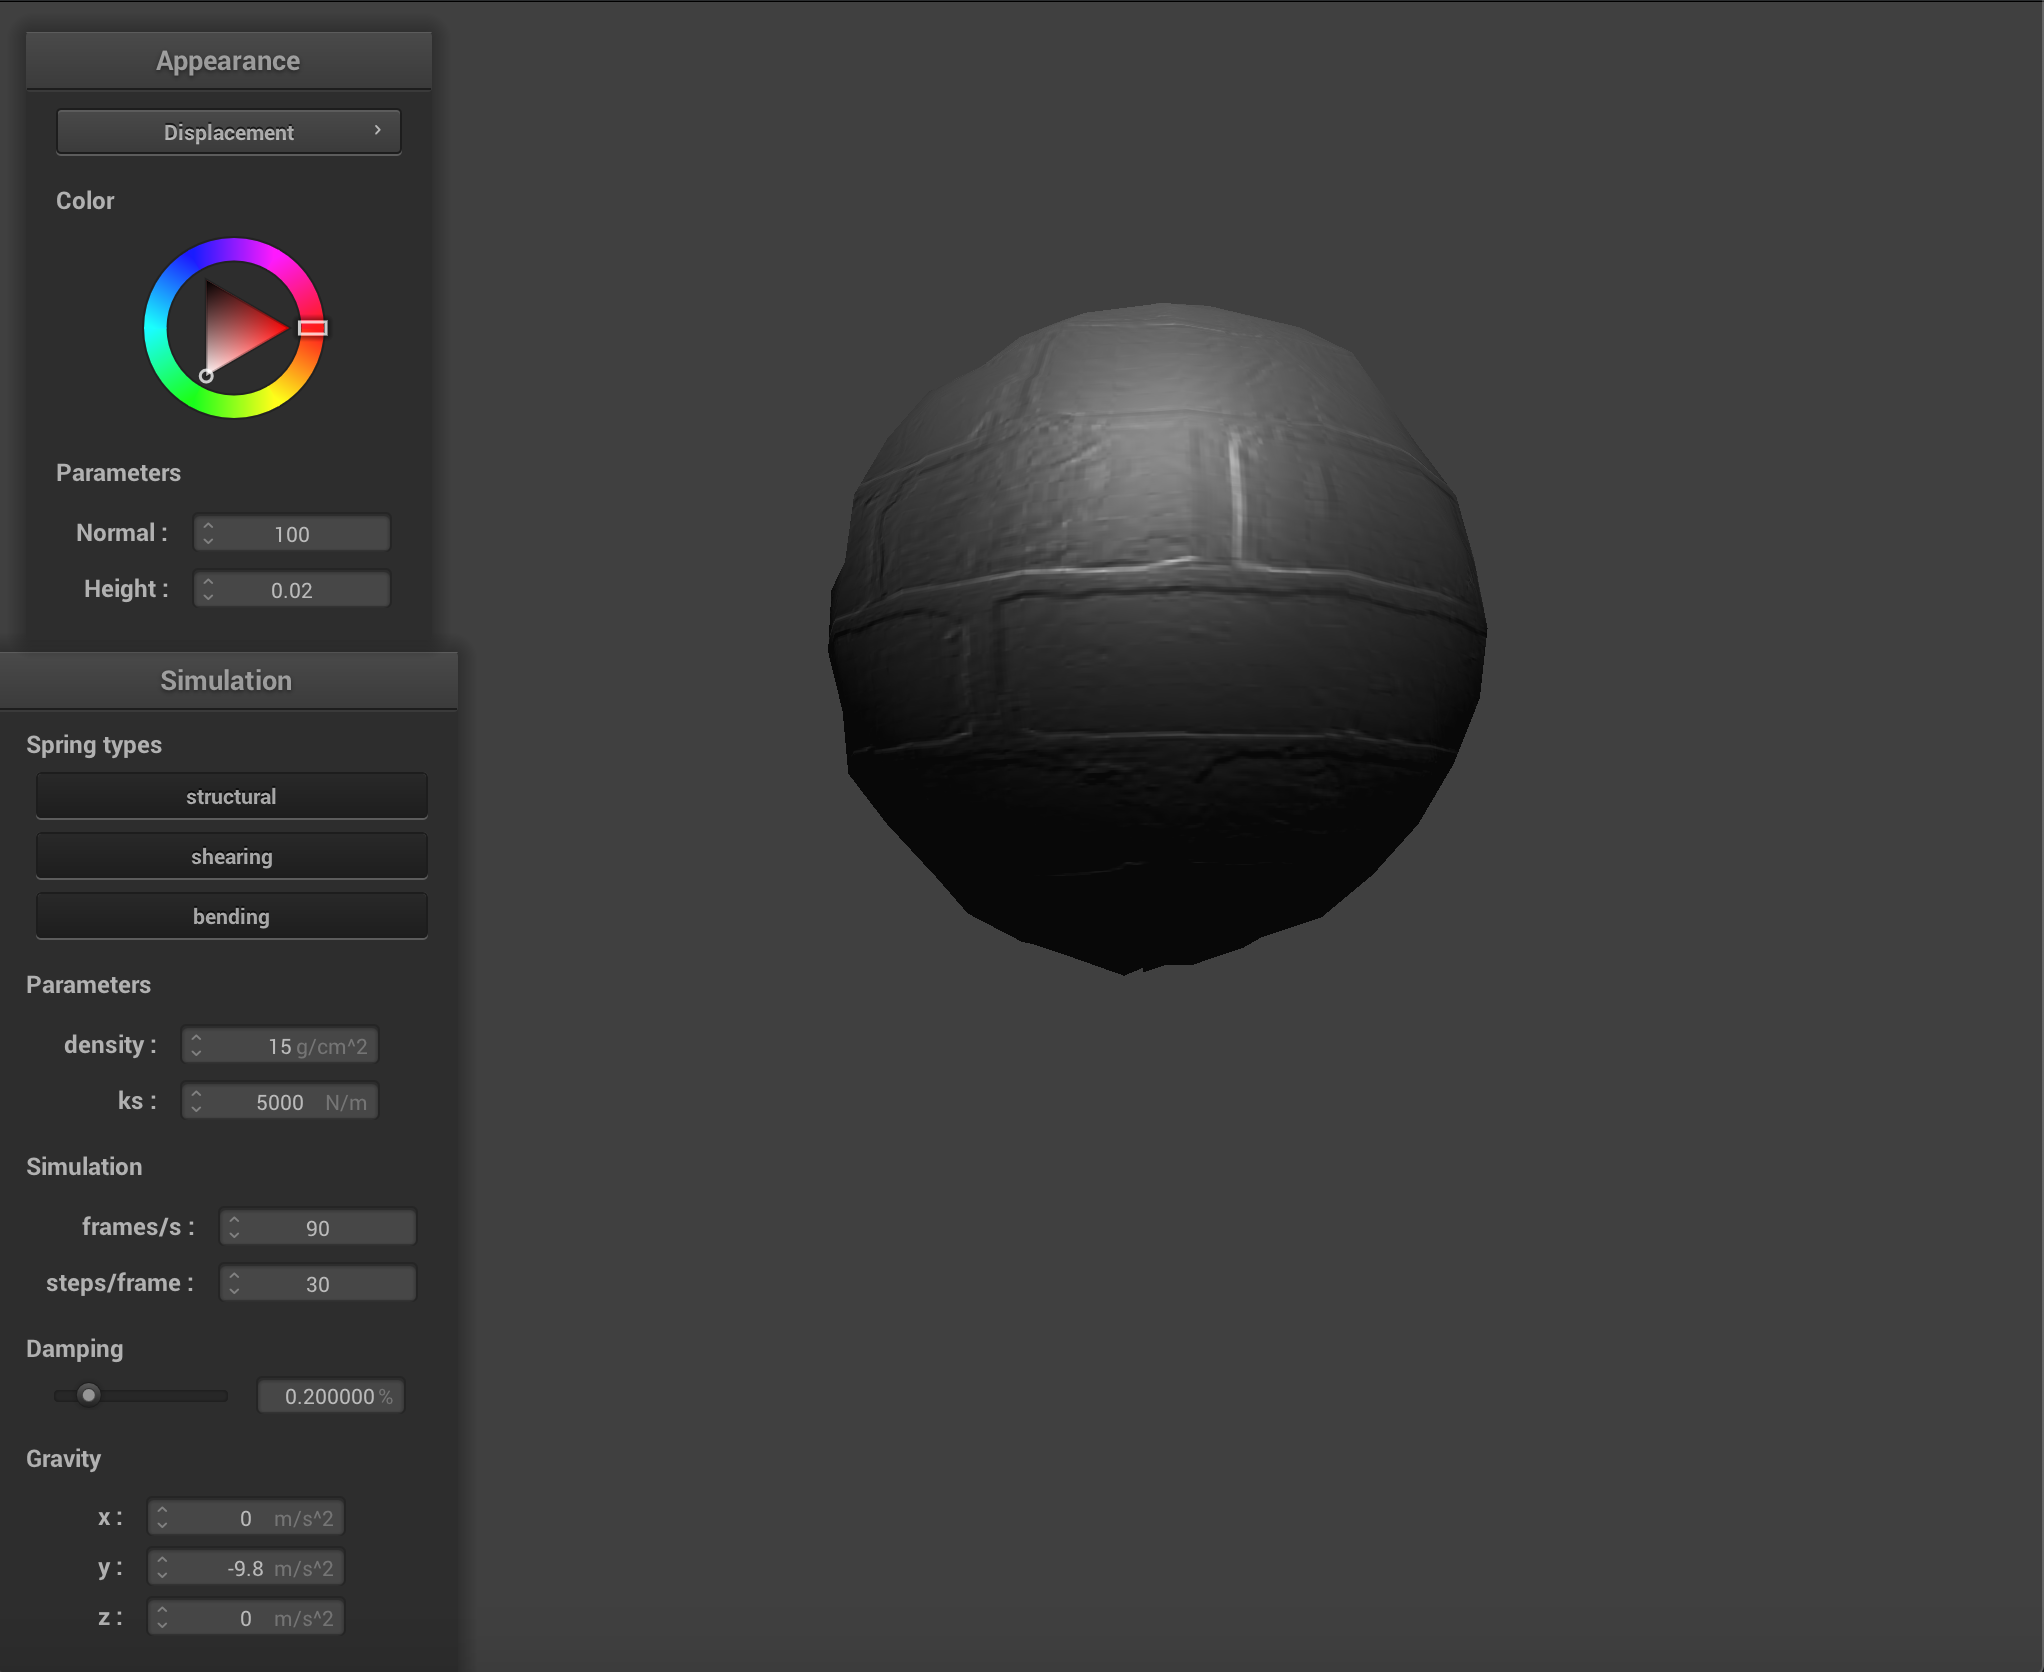 Appearance
Displacement
Color
Parameters
Normal : 100
Height : 0.02
Simulation
Spring types
structural
shearing
bending
Parameters
density : 15 g/cm^2
ks : 5000 N/m
Simulation
frames/s : 90
steps/frame : 30
Damping
0.200000 %
Gravity
x : 0 m/s^2
y : -9.8 m/s^2
z : 0 m/s^2